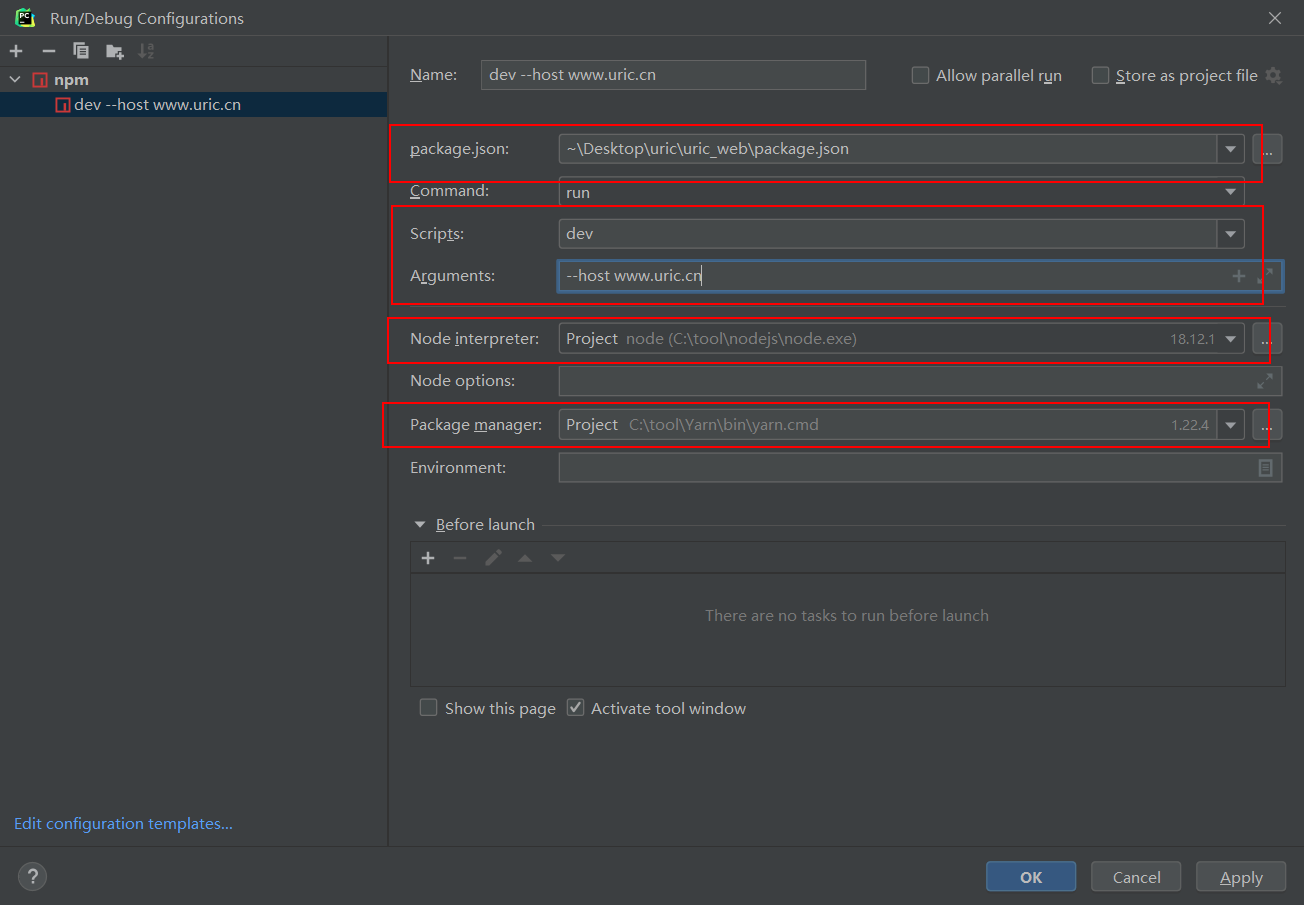 PC
Run/Debug Configurations
npm
dev --host www.uric.cn
Name: dev --host www.uric.cn Allow parallel run Store as project file
package.json: ~\Desktop\uric\uric_web\package.json ...
Command: run
Scripts: dev
Arguments: --host www.uric.cn
Node interpreter: Project node (C:\tool\nodejs\node.exe) 18.12.1 ...
Node options:
Package manager: Project C:\tool\Yarn\bin\yarn.cmd 1.22.4 ...
Environment:
Before launch
There are no tasks to run before launch
Show this page Activate tool window
Edit configuration templates...
? OK Cancel Apply